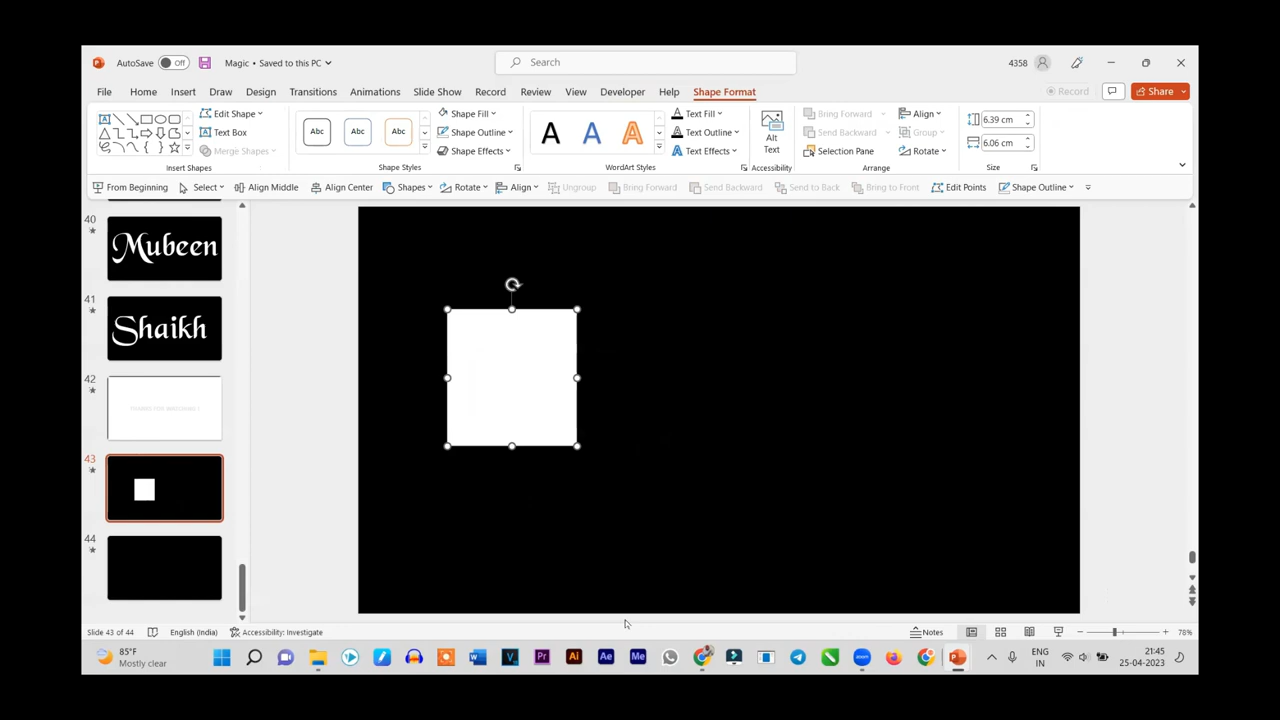 AutoSave Off Magic • Saved to this PC Search 4358
File Home Insert Draw Design Transitions Animations Slide Show Record Review View Developer Help Shape Format Record Share
Edit Shape Shape Fill Text Fill Bring Forward Align 6.39 cm
Text Box Abc Abc Abc Shape Outline A A A Text Outline Alt Text Send Backward Group
Merge Shapes Shape Effects Text Effects Selection Pane Rotate 6.06 cm
Insert Shapes Shape Styles WordArt Styles Accessibility Arrange Size
From Beginning Select Align Middle Align Center Shapes Rotate Align Ungroup Bring Forward Send Backward Send to Back Bring to Front Edit Points Shape Outline
40
Mubeen
41
Shaikh
42
THANKS FOR WATCHING !
43
44
Slide 43 of 44 English (India) Accessibility: Investigate Notes 78%
85°F
Mostly clear
ENG
IN
21:45
25-04-2023